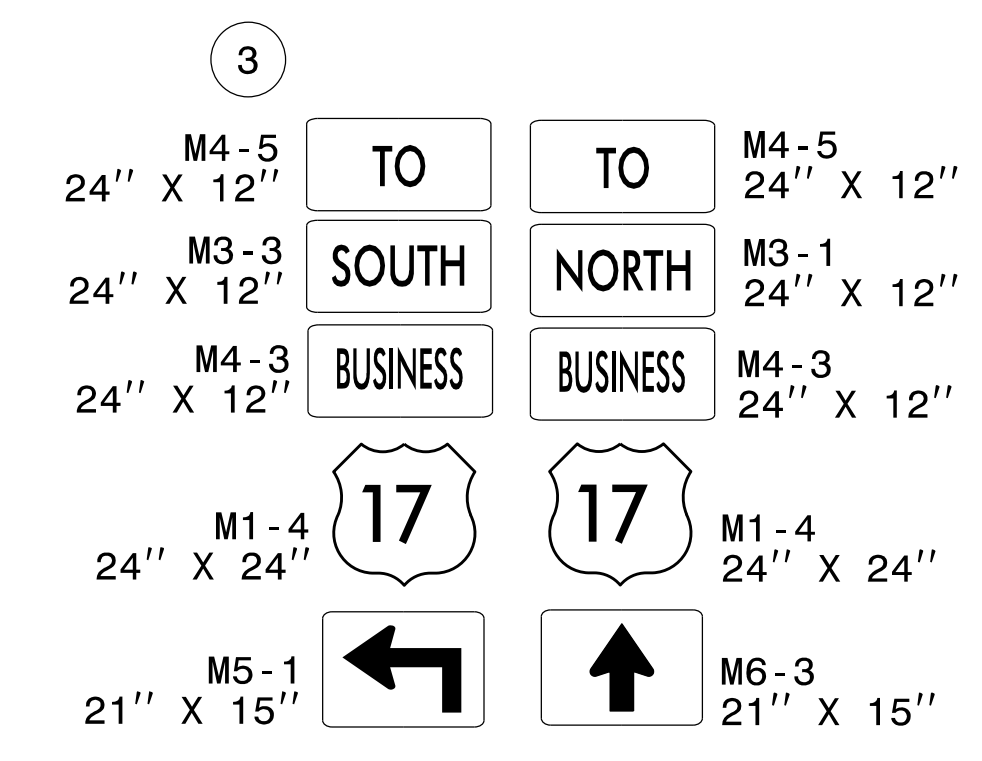 3
M4-5
24" X 12"
TO
TO
M4-5
24" X 12"
M3-3
24" X 12"
SOUTH
NORTH
M3-1
24" X 12"
M4-3
24" X 12"
BUSINESS
BUSINESS
M4-3
24" X 12"
M1-4
24" X 24"
17
17
M1-4
24" X 24"
M5-1
21" X 15"
M6-3
21" X 15"